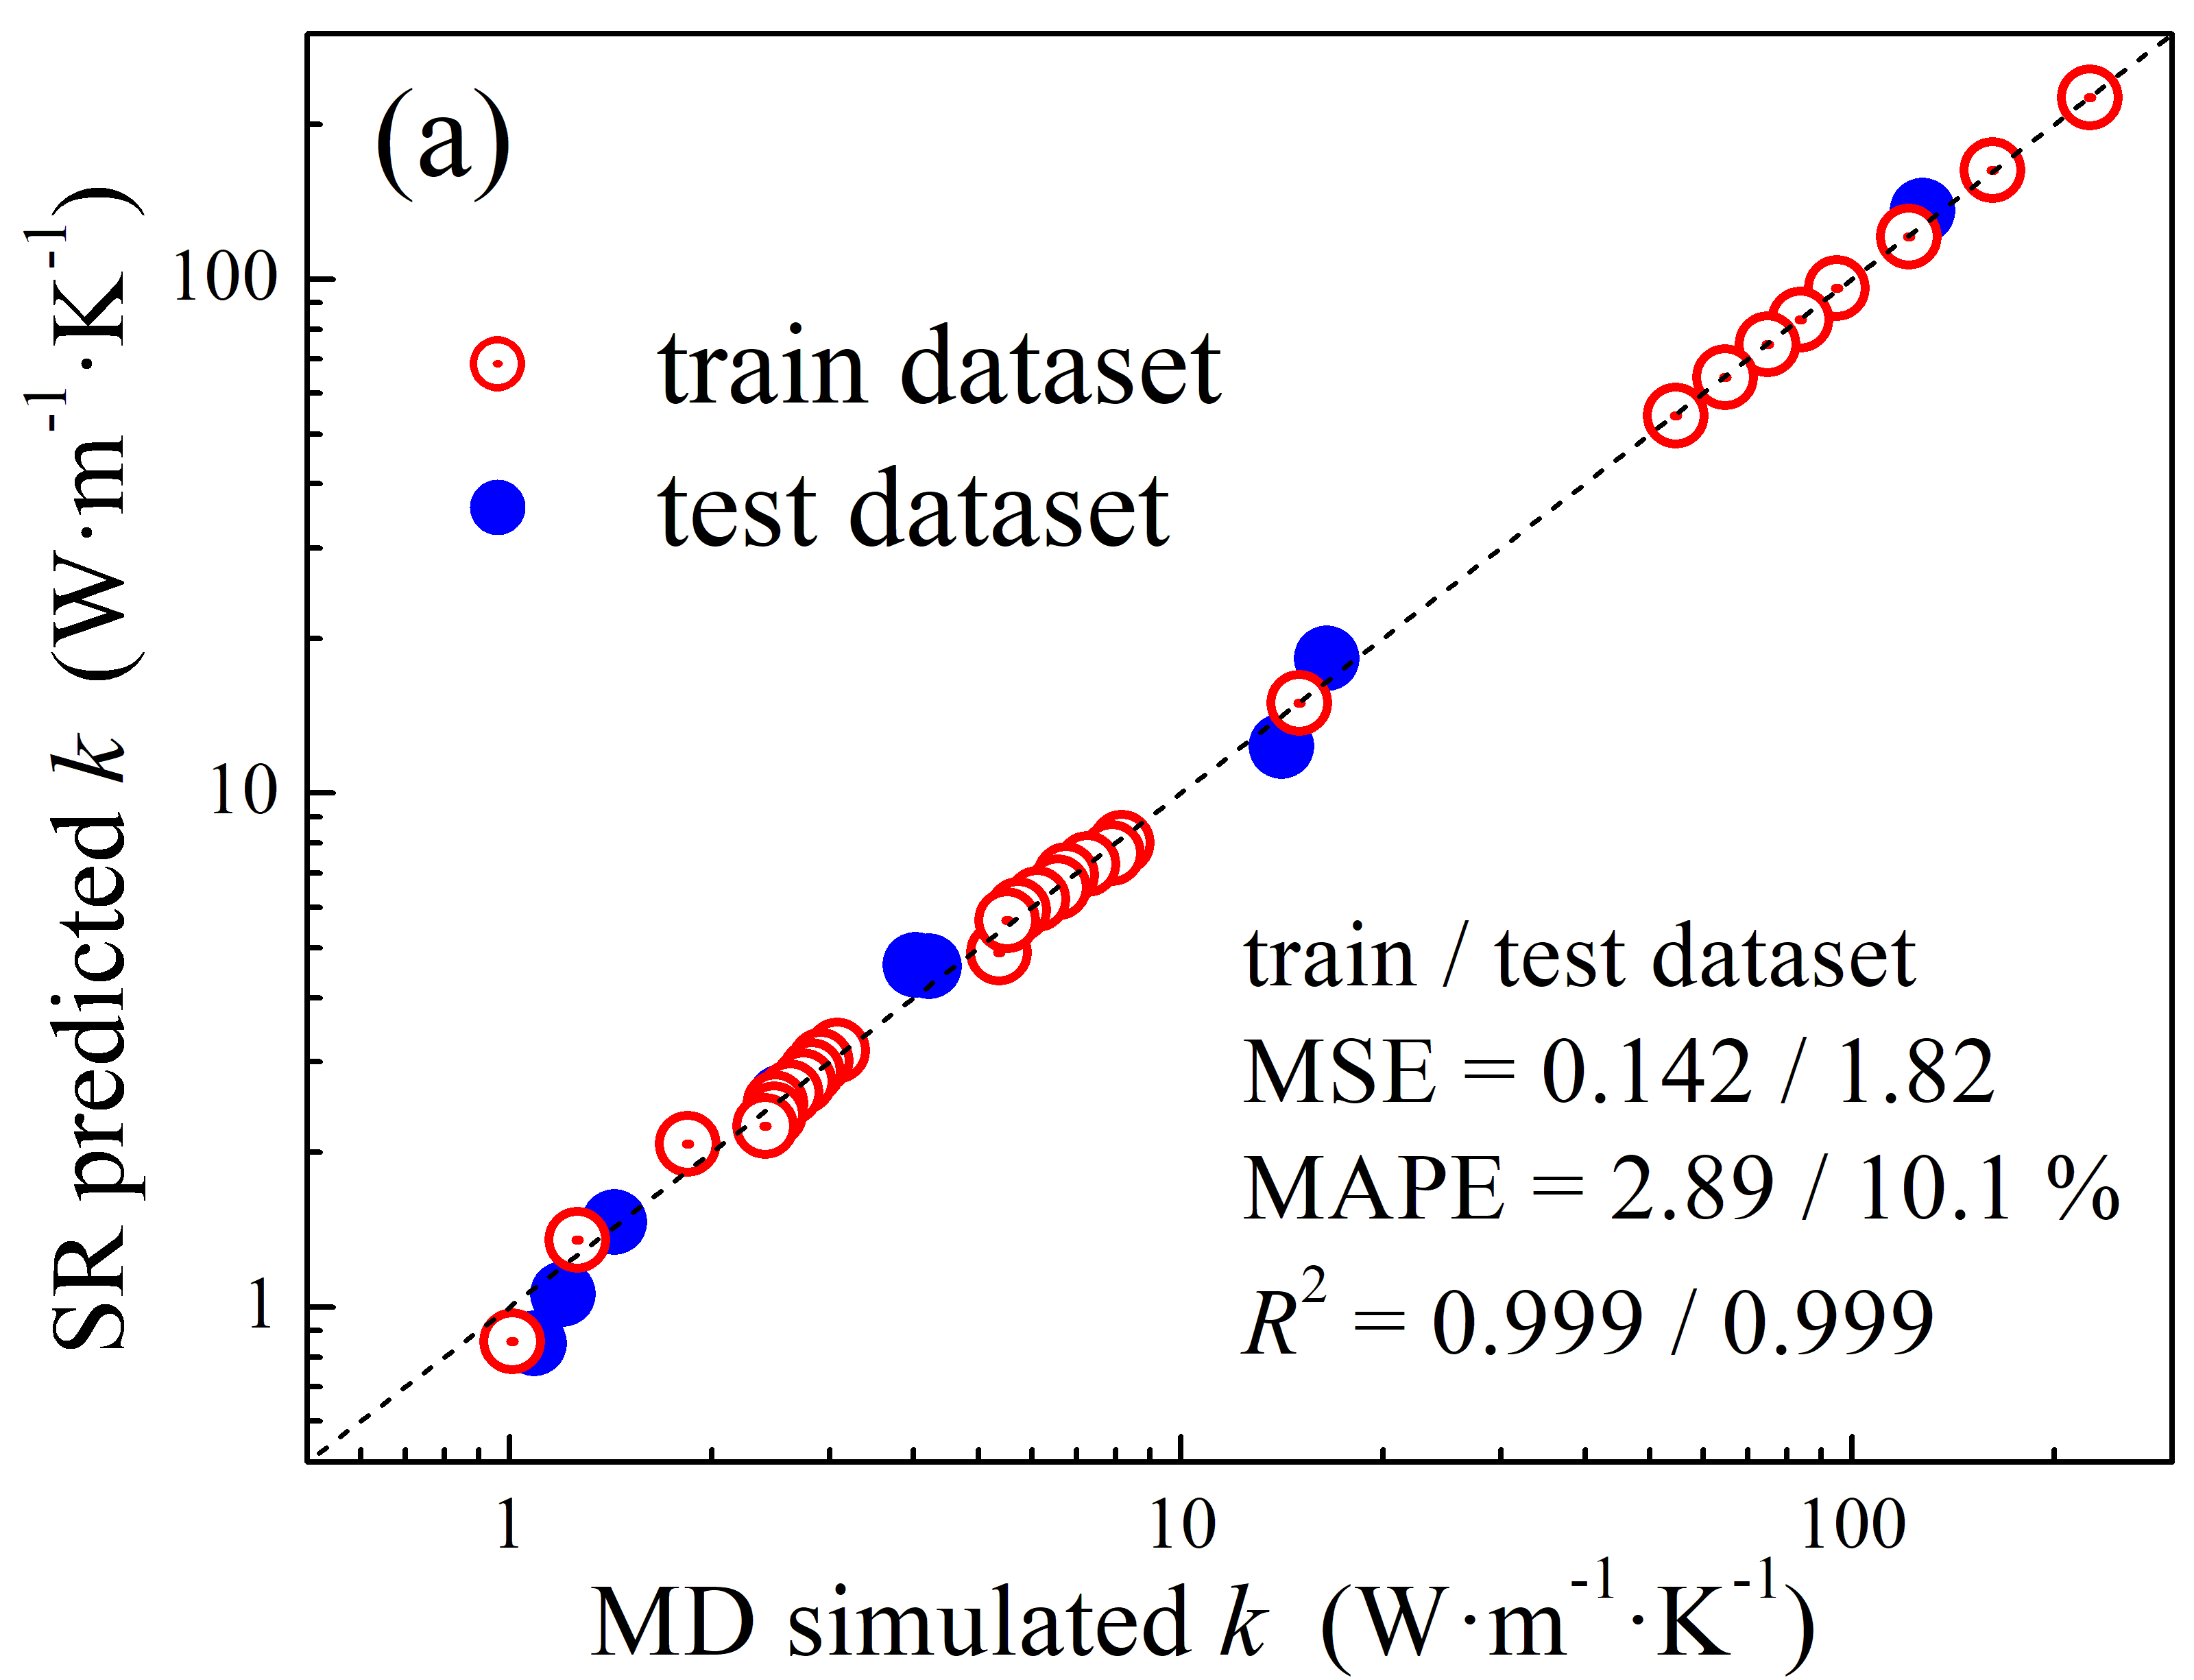 (a)
SR predicted k (W·m⁻¹·K⁻¹)
100
10
1
train dataset
test dataset
train / test dataset
MSE = 0.142 / 1.82
MAPE = 2.89 / 10.1 %
R² = 0.999 / 0.999
1
10
100
MD simulated k (W·m⁻¹·K⁻¹)